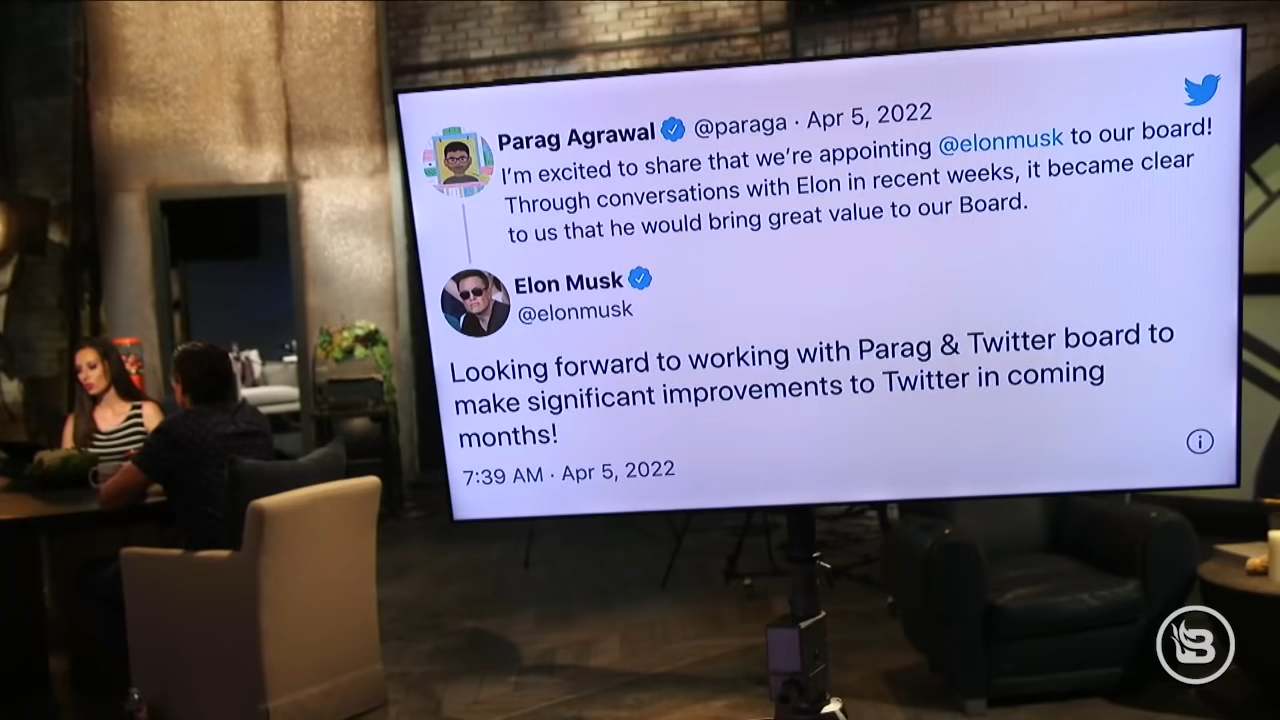 Parag Agrawal @paraga · Apr 5, 2022
I'm excited to share that we're appointing @elonmusk to our board!
Through conversations with Elon in recent weeks, it became clear
to us that he would bring great value to our Board.
Elon Musk
@elonmusk
Looking forward to working with Parag & Twitter board to
make significant improvements to Twitter in coming
months!
7:39 AM · Apr 5, 2022
B